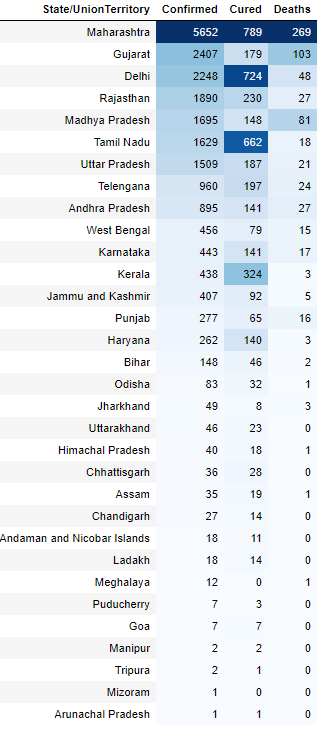 State/UnionTerritory Confirmed Cured Deaths
Maharashtra 5652 789 269
Gujarat 2407 179 103
Delhi 2248 724 48
Rajasthan 1890 230 27
Madhya Pradesh 1695 148 81
Tamil Nadu 1629 662 18
Uttar Pradesh 1509 187 21
Telengana 960 197 24
Andhra Pradesh 895 141 27
West Bengal 456 79 15
Karnataka 443 141 17
Kerala 438 324 3
Jammu and Kashmir 407 92 5
Punjab 277 65 16
Haryana 262 140 3
Bihar 148 46 2
Odisha 83 32 1
Jharkhand 49 8 3
Uttarakhand 46 23 0
Himachal Pradesh 40 18 1
Chhattisgarh 36 28 0
Assam 35 19 1
Chandigarh 27 14 0
Andaman and Nicobar Islands 18 11 0
Ladakh 18 14 0
Meghalaya 12 0 1
Puducherry 7 3 0
Goa 7 7 0
Manipur 2 2 0
Tripura 2 1 0
Mizoram 1 0 0
Arunachal Pradesh 1 1 0